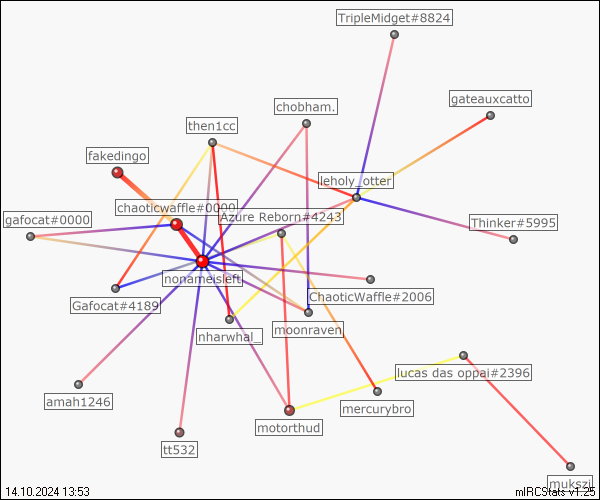 TripleMidget#8824
gateauxcatto
chobham.
then1cc
fakedingo
leholy_otter
chaoticwaffle#0000
gafocat#0000
Azure Reborn#4243
Thinker#5995
nonameisleft
Gafocat#4189
ChaoticWaffle#2006
nharwhal_
moonraven
lucas das oppai#2396
amah1246
mercurybro
motorthud
tt532
mukszi
14.10.2024 13:53
mIRCStats v1.25